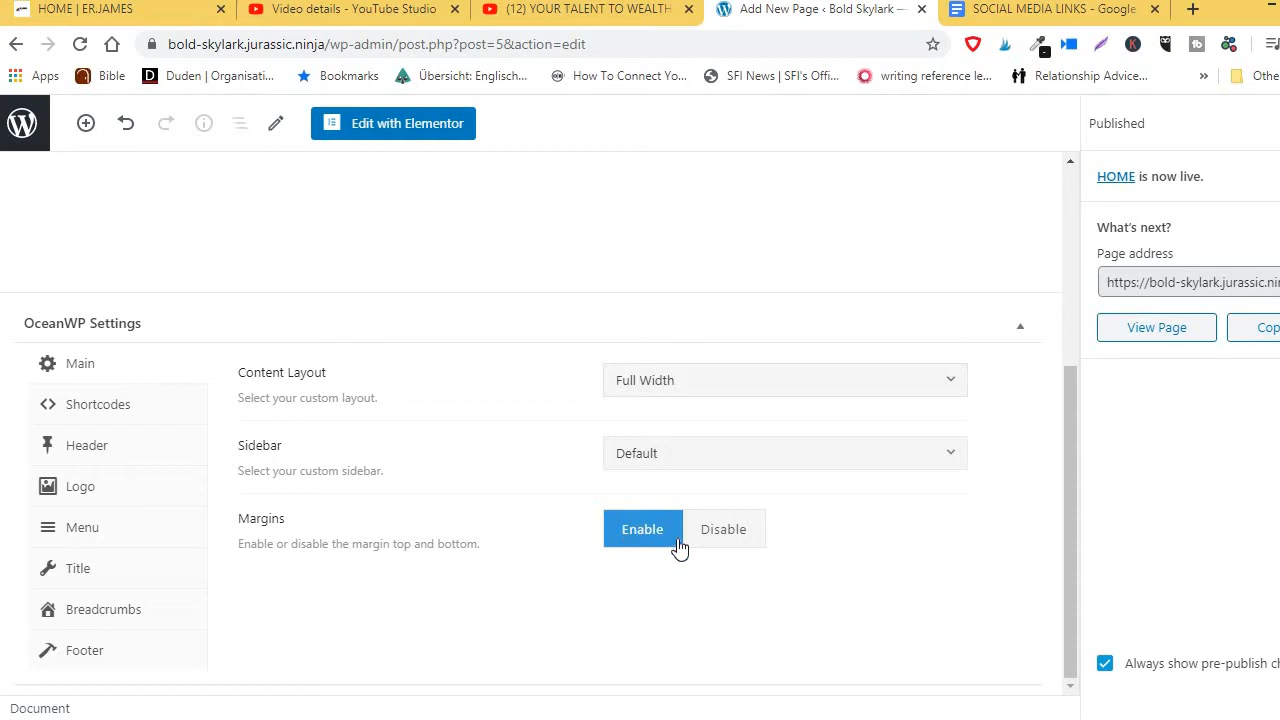 HOME | ERJAMES
Video details - YouTube Studio
(12) YOUR TALENT TO WEALTH
Add New Page ‹ Bold Skylark —
SOCIAL MEDIA LINKS - Google
bold-skylark.jurassic.ninja/wp-admin/post.php?post=5&action=edit
Apps
Bible
Duden | Organisati...
Bookmarks
Übersicht: Englisch...
How To Connect You...
SFI News | SFI's Offi...
writing reference le...
Relationship Advice...
»
Othe
Edit with Elementor
Published
HOME is now live.
What's next?
Page address
https://bold-skylark.jurassic.nin
View Page
Cop
OceanWP Settings
Main
Shortcodes
Header
Logo
Menu
Title
Breadcrumbs
Footer
Content Layout
Select your custom layout.
Full Width
Sidebar
Select your custom sidebar.
Default
Margins
Enable or disable the margin top and bottom.
Enable
Disable
Always show pre-publish ch
Document